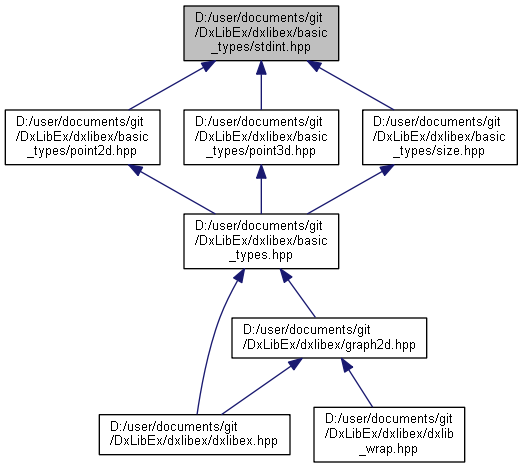 D:/user/documents/git
/DxLibEx/dxlibex/basic
_types/stdint.hpp
D:/user/documents/git
/DxLibEx/dxlibex/basic
_types/point2d.hpp
D:/user/documents/git
/DxLibEx/dxlibex/basic
_types/point3d.hpp
D:/user/documents/git
/DxLibEx/dxlibex/basic
_types/size.hpp
D:/user/documents/git
/DxLibEx/dxlibex/basic
_types.hpp
D:/user/documents/git
/DxLibEx/dxlibex/graph2d.hpp
D:/user/documents/git
/DxLibEx/dxlibex/dxlibex.hpp
D:/user/documents/git
/DxLibEx/dxlibex/dxlib
_wrap.hpp